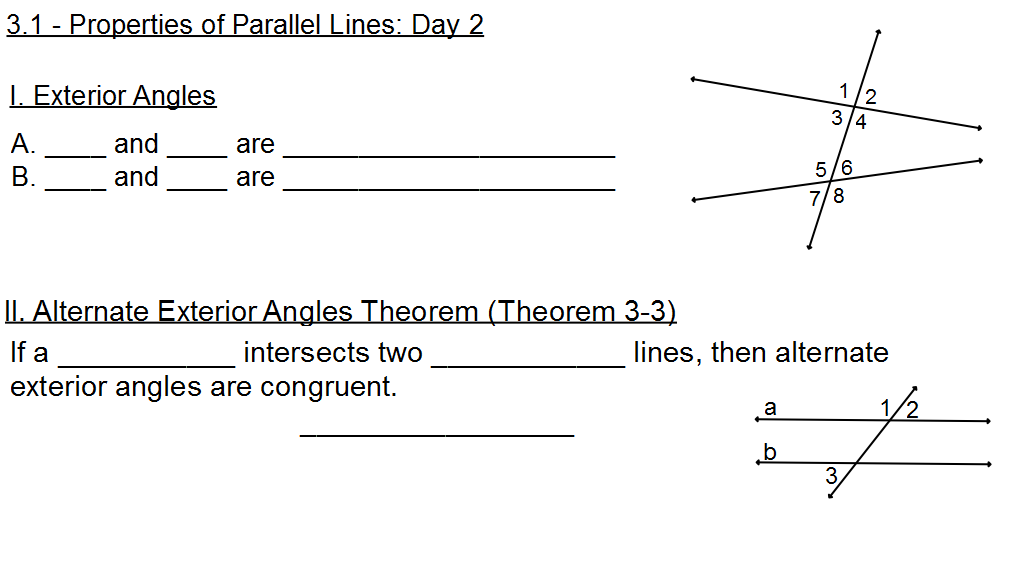 3.1 - Properties of Parallel Lines: Day 2
I. Exterior Angles
A. ____ and ____ are ______________________
B. ____ and ____ are ______________________
1 2
3 4
5 6
7 8
II. Alternate Exterior Angles Theorem (Theorem 3-3)
If a ___________ intersects two ____________ lines, then alternate
exterior angles are congruent.
_________________
a 1 2
b
3